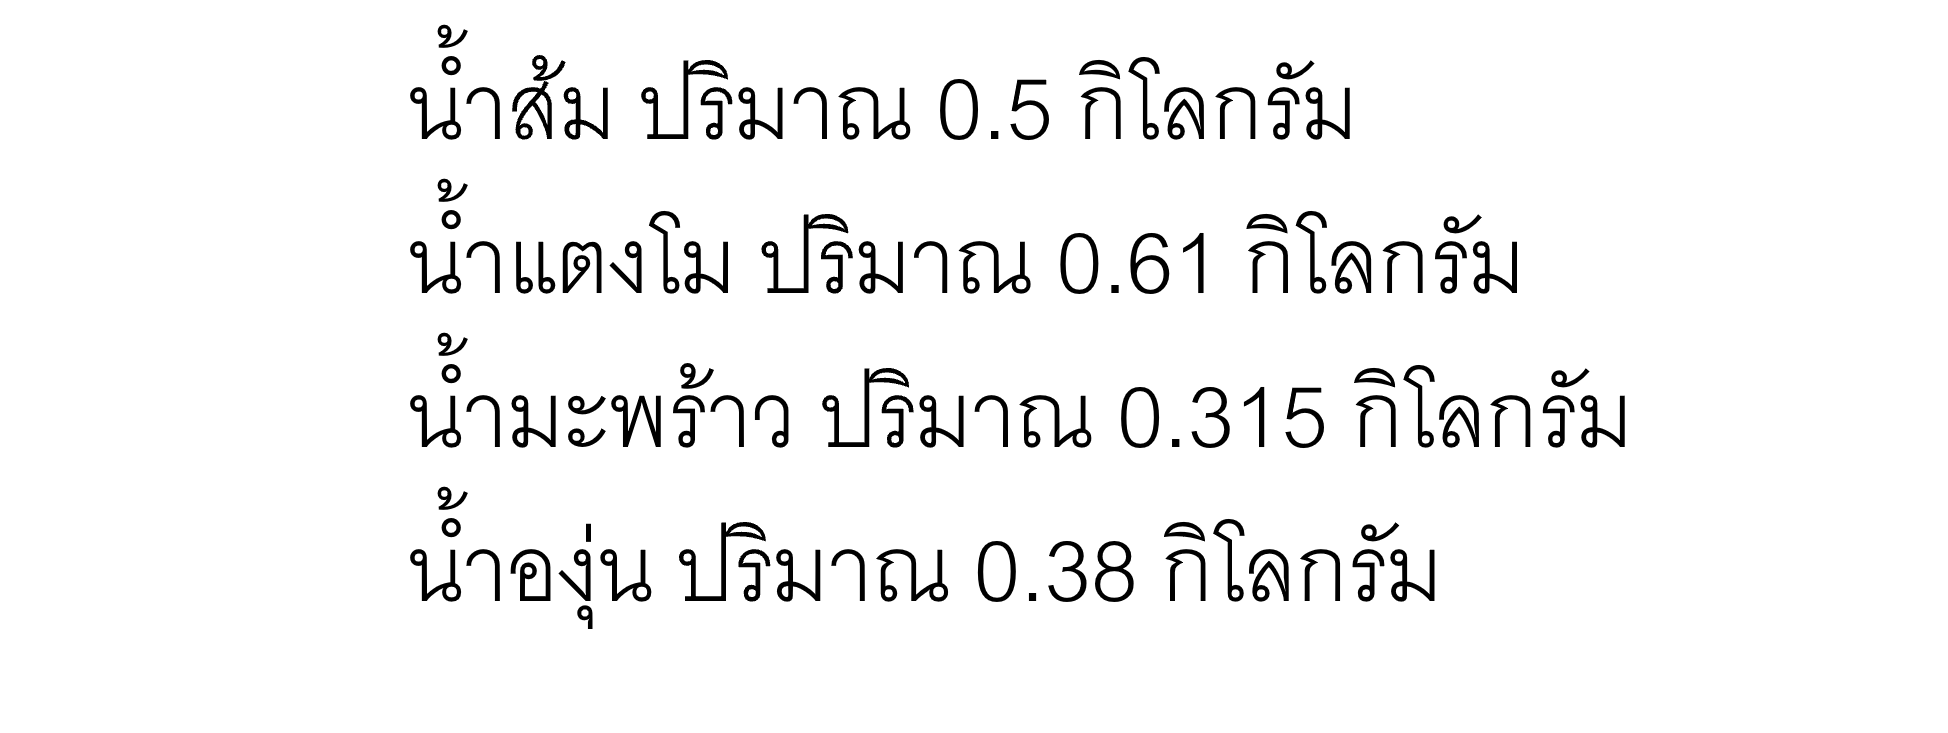 น้ำส้ม ปริมาณ 0.5 กิโลกรัม
น้ำแตงโม ปริมาณ 0.61 กิโลกรัม
น้ำมะพร้าว ปริมาณ 0.315 กิโลกรัม
น้ำองุ่น ปริมาณ 0.38 กิโลกรัม